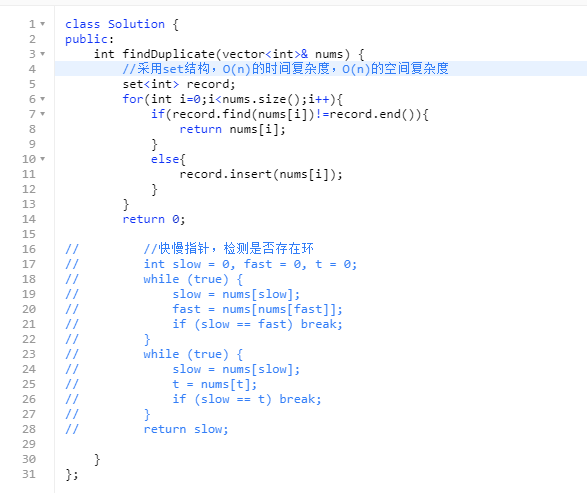 1 class Solution {
2 public:
3     int findDuplicate(vector<int>& nums) {
4         //采用set结构，O(n)的时间复杂度，O(n)的空间复杂度
5         set<int> record;
6         for(int i=0;i<nums.size();i++){
7             if(record.find(nums[i])!=record.end()){
8                 return nums[i];
9             }
10             else{
11                 record.insert(nums[i]);
12             }
13         }
14         return 0;
15
16 //         //快慢指针，检测是否存在环
17 //         int slow = 0, fast = 0, t = 0;
18 //         while (true) {
19 //             slow = nums[slow];
20 //             fast = nums[nums[fast]];
21 //             if (slow == fast) break;
22 //         }
23 //         while (true) {
24 //             slow = nums[slow];
25 //             t = nums[t];
26 //             if (slow == t) break;
27 //         }
28 //         return slow;
29
30     }
31 };